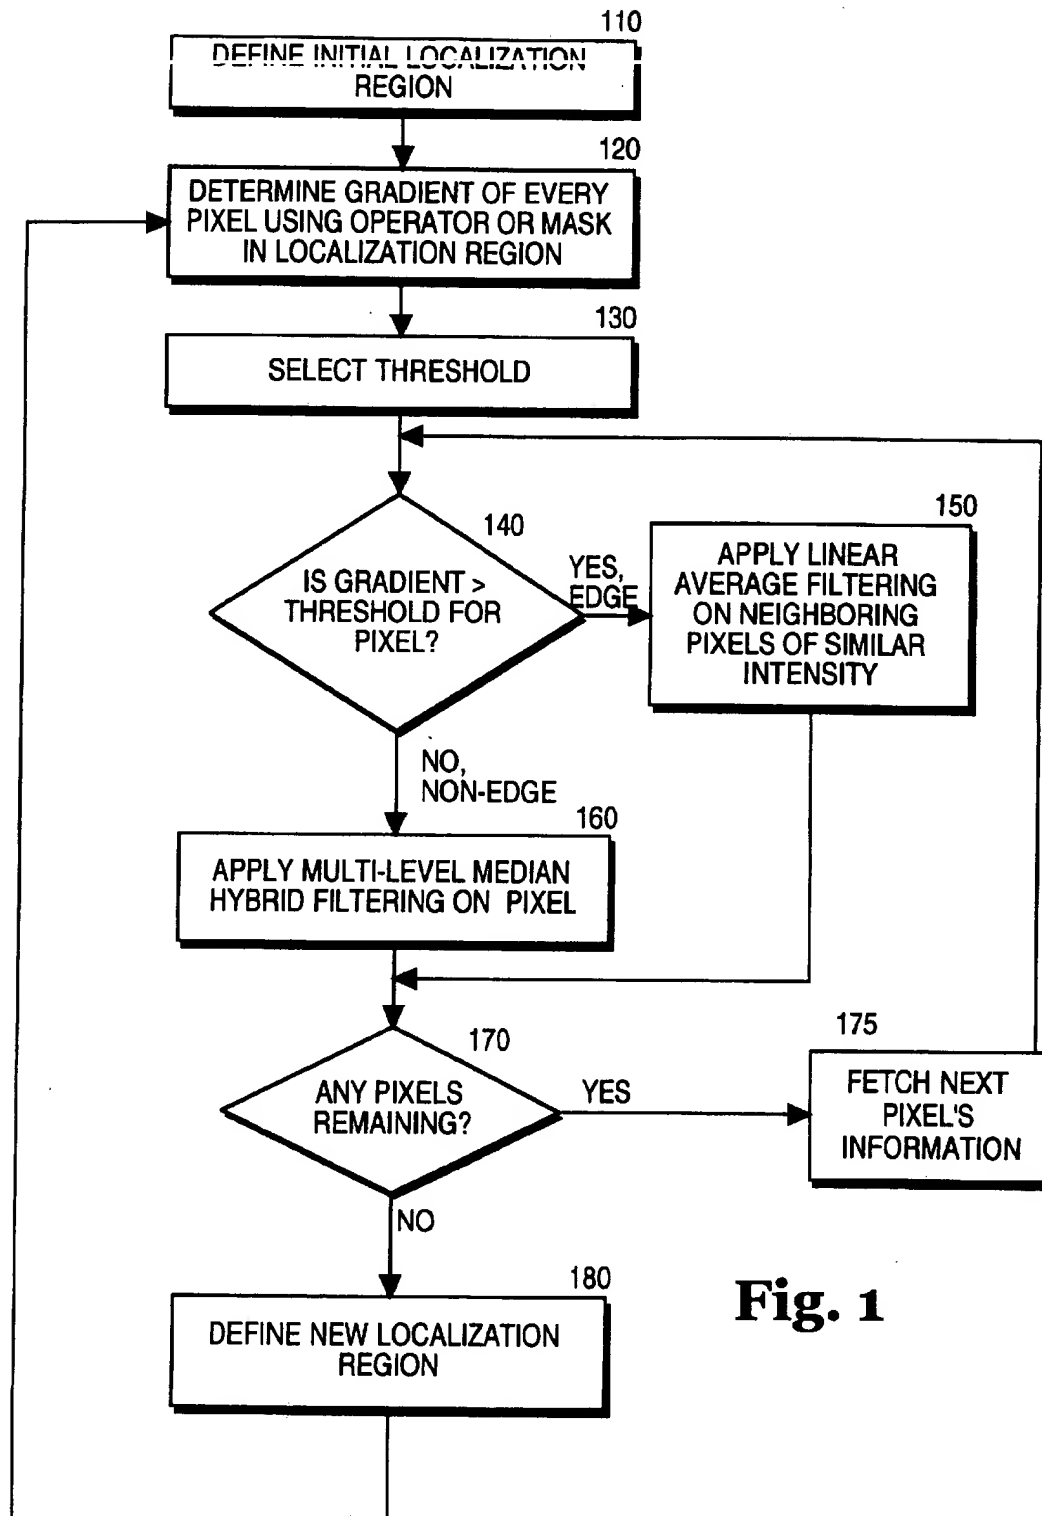 110
DEFINE INITIAL LOCALIZATION
REGION
120
DETERMINE GRADIENT OF EVERY
PIXEL USING OPERATOR OR MASK
IN LOCALIZATION REGION
130
SELECT THRESHOLD
140
IS GRADIENT >
THRESHOLD FOR
PIXEL?
YES,
EDGE
150
APPLY LINEAR
AVERAGE FILTERING
ON NEIGHBORING
PIXELS OF SIMILAR
INTENSITY
NO,
NON-EDGE
160
APPLY MULTI-LEVEL MEDIAN
HYBRID FILTERING ON PIXEL
170
ANY PIXELS
REMAINING?
YES
175
FETCH NEXT
PIXEL'S
INFORMATION
NO
180
DEFINE NEW LOCALIZATION
REGION
Fig. 1